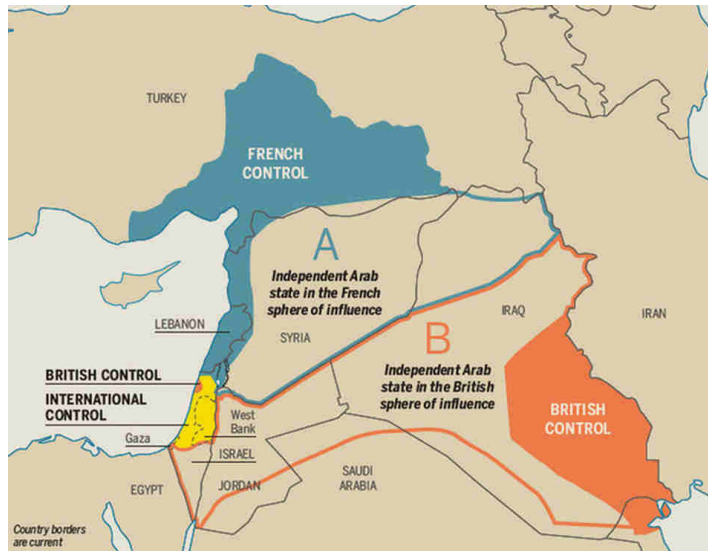 TURKEY
FRENCH
CONTROL
A
Independent Arab
state in the French
sphere of influence
LEBANON
SYRIA
IRAQ
IRAN
B
Independent Arab
state in the British
sphere of influence
BRITISH CONTROL
INTERNATIONAL
CONTROL
BRITISH
CONTROL
West
Bank
Gaza
ISRAEL
EGYPT
JORDAN
SAUDI
ARABIA
Country borders
are current